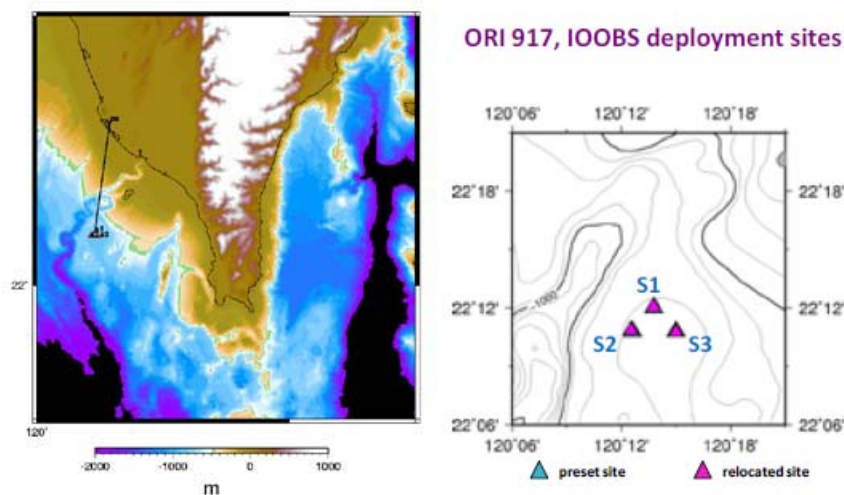 ORI 917, IOOBS deployment sites
22˚
120˚
-2000
-1000
0
1000
m
120˚06'
120˚12'
120˚18'
22˚18'
22˚18'
-1000
S1
22˚12'
22˚12'
S2
S3
22˚06'
22˚06'
120˚06'
120˚12'
120˚18'
preset site
relocated site